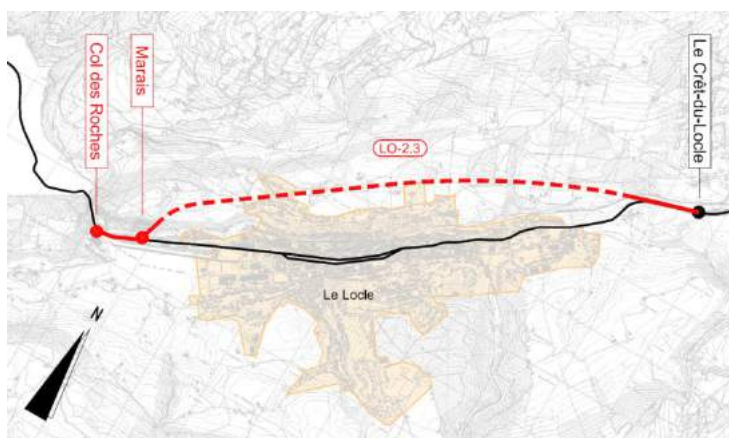 Col des Roches
Marais
LO-2.3
Le Crêt-du-Locle
Le Locle
N